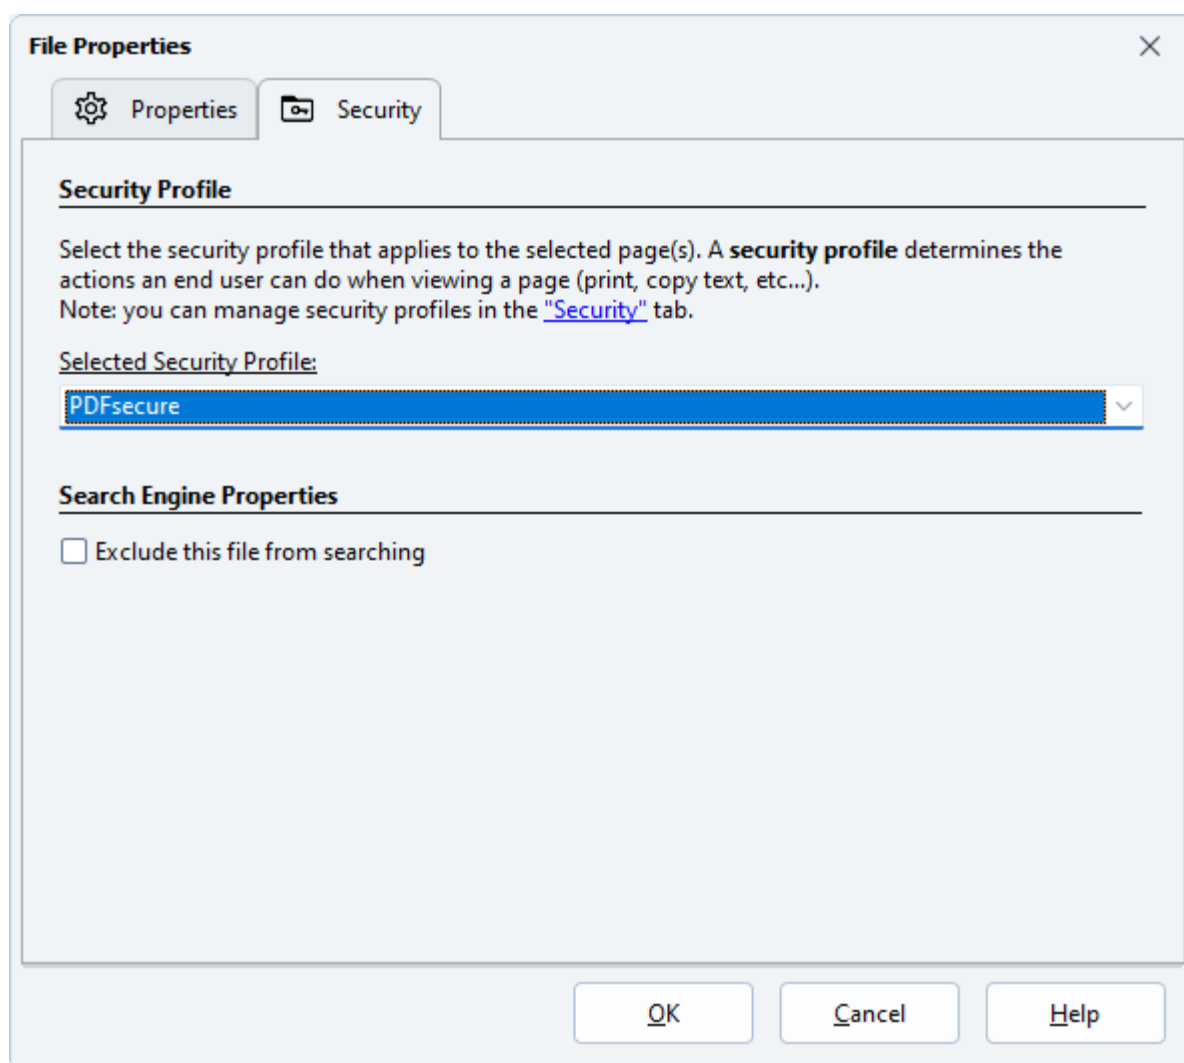 File Properties
Properties
Security
Security Profile
Select the security profile that applies to the selected page(s). A security profile determines the
actions an end user can do when viewing a page (print, copy text, etc...).
Note: you can manage security profiles in the "Security" tab.
Selected Security Profile:
PDFsecure
Search Engine Properties
Exclude this file from searching
OK
Cancel
Help